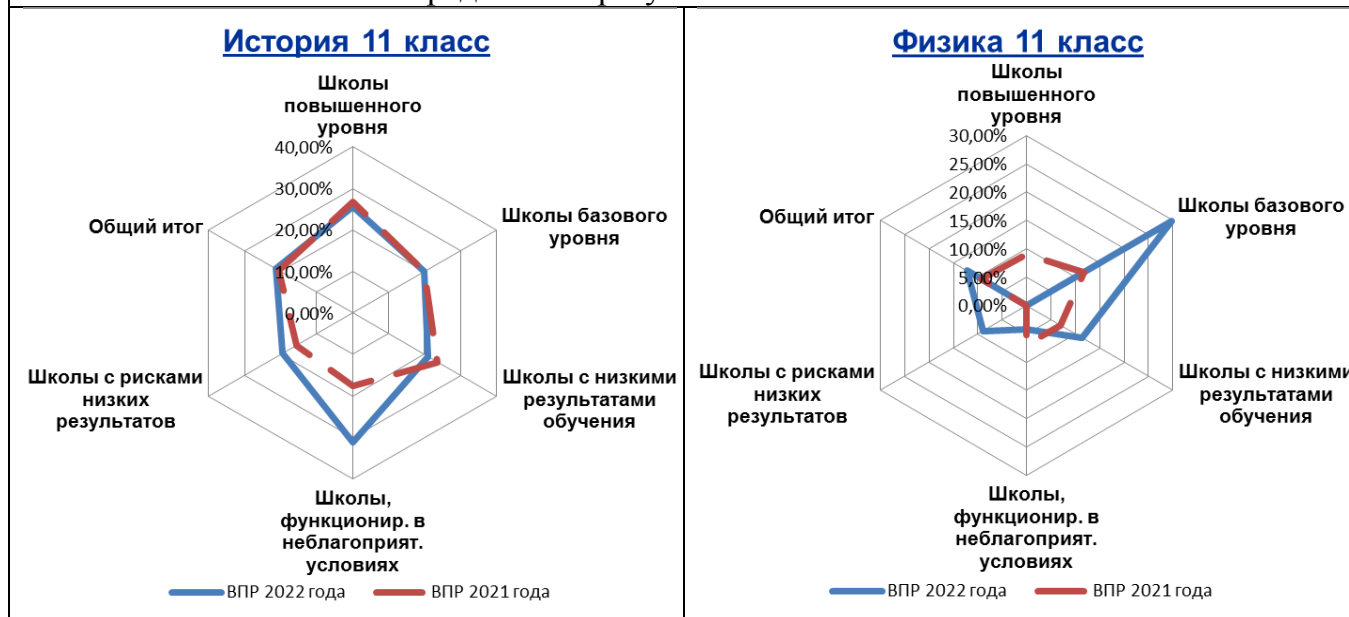 История 11 класс
Школы
повышенного
уровня
40,00%
30,00%
20,00%
10,00%
0,00%
Школы базового
уровня
Школы с низкими
результатами
обучения
Школы,
функционир. в
неблагоприят.
условиях
Школы с рисками
низких
результатов
Общий итог
ВПР 2022 года
ВПР 2021 года
Физика 11 класс
Школы
повышенного
уровня
30,00%
25,00%
20,00%
15,00%
10,00%
5,00%
0,00%
Школы базового
уровня
Школы с низкими
результатами
обучения
Школы,
функционир. в
неблагоприят.
условиях
Школы с рисками
низких
результатов
Общий итог
ВПР 2022 года
ВПР 2021 года